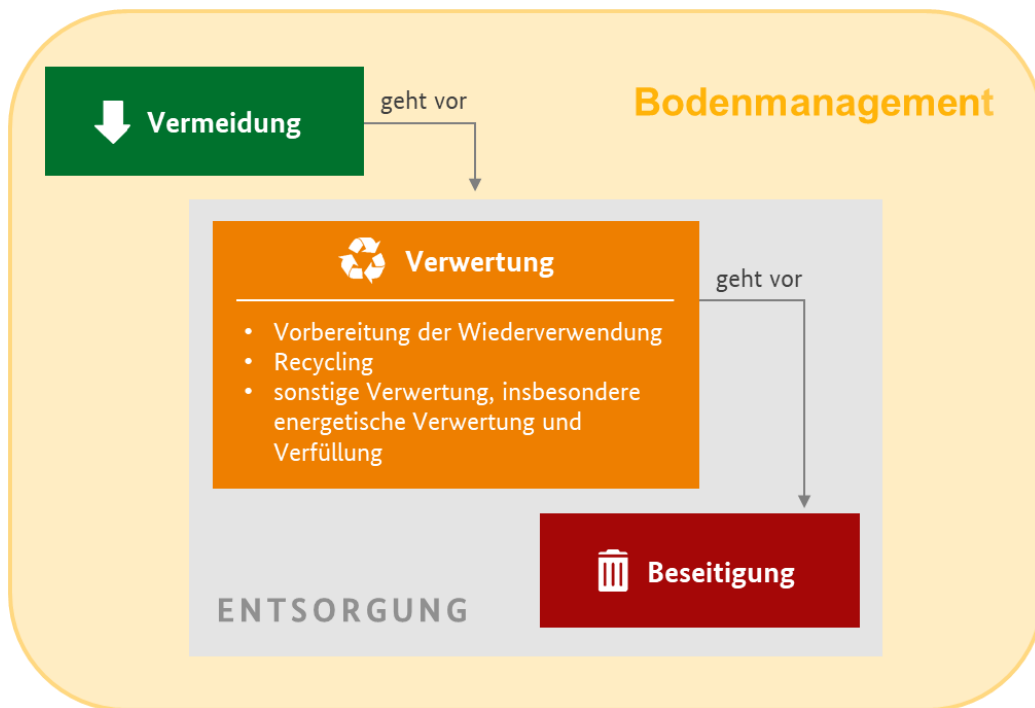 Bodenmanagement
Vermeidung
geht vor
Verwertung
• Vorbereitung der Wiederverwendung
• Recycling
• sonstige Verwertung, insbesondere
energetische Verwertung und
Verfüllung
geht vor
Beseitigung
ENTSORGUNG